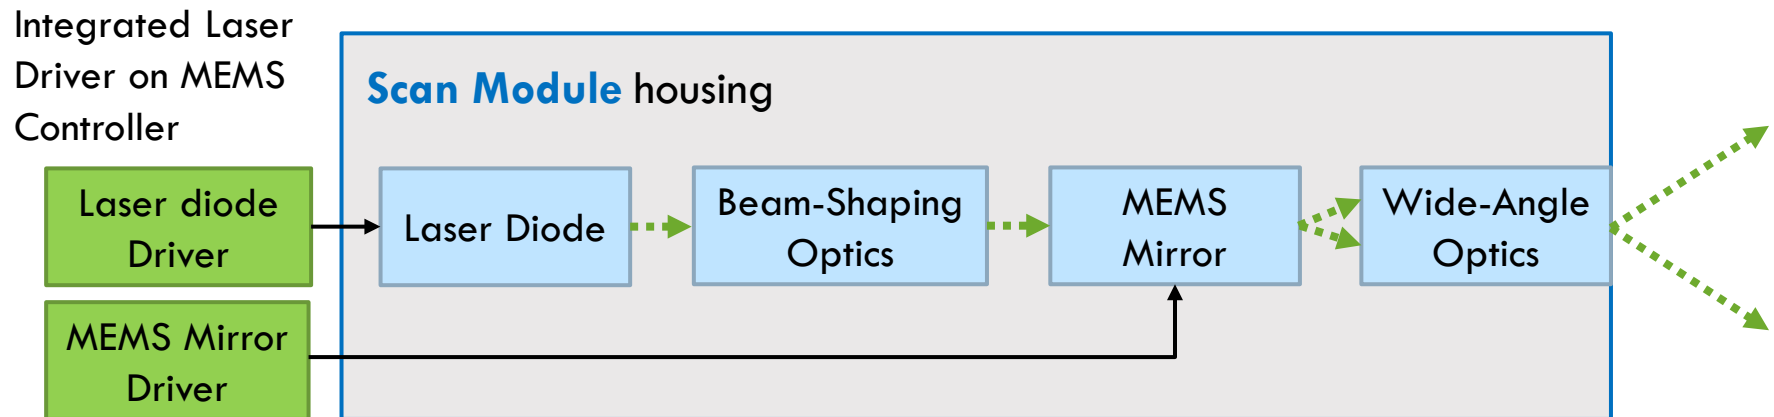 Integrated Laser
Driver on MEMS
Controller
Scan Module housing
Laser diode
Driver
Laser Diode
Beam-Shaping
Optics
MEMS
Mirror
Wide-Angle
Optics
MEMS Mirror
Driver